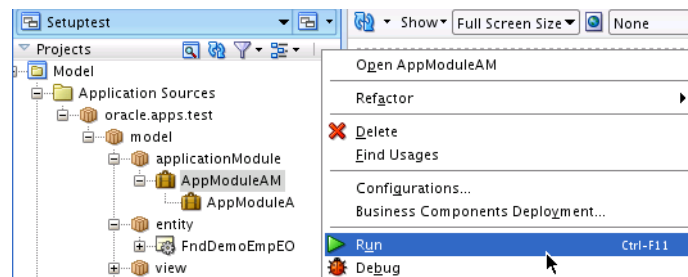 Setuptest
Show Full Screen Size None
Projects
Model
Application Sources
oracle.apps.test
model
applicationModule
AppModuleAM
AppModuleA
entity
FndDemoEmpEO
view
Open AppModuleAM
Refactor
Delete
Find Usages
Configurations...
Business Components Deployment...
Run Ctrl-F11
Debug